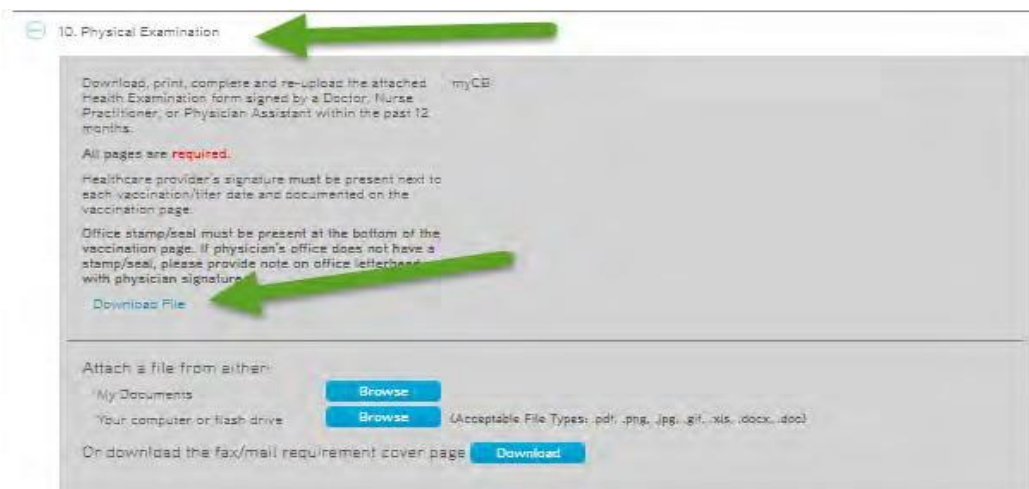 10. Physical Examination
Download, print, complete and re-upload the attached myCB
Health Examination form signed by a Doctor, Nurse
Practitioner, or Physician Assistant within the past 12
months.
All pages are required.
Healthcare provider's signature must be present next to
each vaccination/titer date and documented on the
vaccination page.
Office stamp/seal must be present at the bottom of the
vaccination page. If physician's office does not have a
stamp/seal, please provide note on office letterhead
with physician signature
Download File
Attach a file from either:
My Documents Browse
Your computer or flash drive Browse (Acceptable File Types: .pdf, .png, .jpg, .gif, .xls, .docx, .doc)
Or download the fax/mail requirement cover page Download